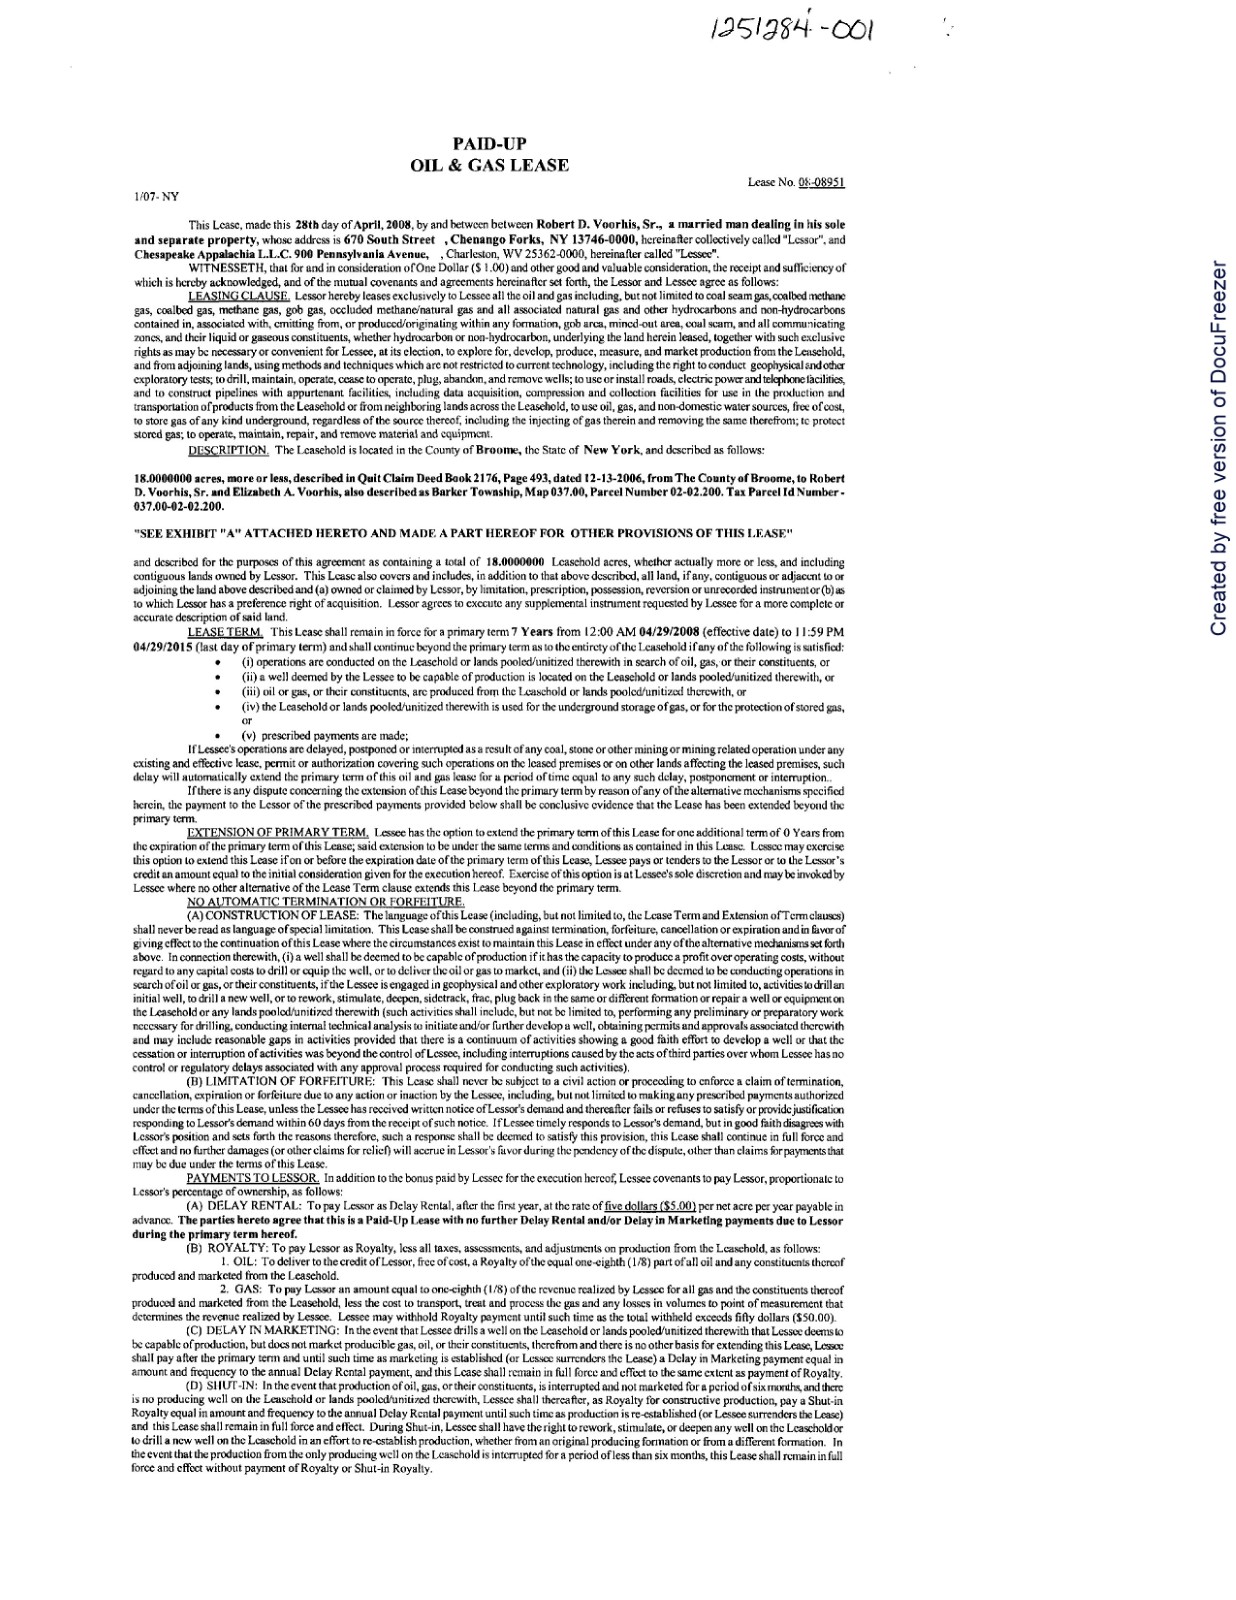 1251284-001
PAID-UP
OIL & GAS LEASE
Lease No. 08-08951
1/07- NY
This Lease, made this 28th day of April, 2008, by and between between Robert D. Voorhis, Sr., a married man dealing in his sole
and separate property, whose address is 670 South Street , Chenango Forks, NY 13746-0000, hereinafter collectively called "Lessor", and
Chesapeake Appalachia L.L.C. 900 Pennsylvania Avenue, , Charleston, WV 25362-0000, hereinafter called "Lessee".
WITNESSETH, that for and in consideration of One Dollar ($ 1.00) and other good and valuable consideration, the receipt and sufficiency of
which is hereby acknowledged, and of the mutual covenants and agreements hereinafter set forth, the Lessor and Lessee agree as follows:
LEASING CLAUSE. Lessor hereby leases exclusively to Lessee all the oil and gas including, but not limited to coal seam gas, coalbed methane
gas, coalbed gas, methane gas, gob gas, occluded methane/natural gas and all associated natural gas and other hydrocarbons and non-hydrocarbons
contained in, associated with, emitting from, or produced/originating within any formation, gob area, mined-out area, coal seam, and all communicating
zones, and their liquid or gaseous constituents, whether hydrocarbon or non-hydrocarbon, underlying the land herein leased, together with such exclusive
rights as may be necessary or convenient for Lessee, at its election, to explore for, develop, produce, measure, and market production from the Leasehold,
and from adjoining lands, using methods and techniques which are not restricted to current technology, including the right to conduct geophysical and other
exploratory tests; to drill, maintain, operate, cease to operate, plug, abandon, and remove wells; to use or install roads, electric power and telephone facilities,
and to construct pipelines with appurtenant facilities, including data acquisition, compression and collection facilities for use in the production and
transportation of products from the Leasehold or from neighboring lands across the Leasehold, to use oil, gas, and non-domestic water sources, free of cost,
to store gas of any kind underground, regardless of the source thereof, including the injecting of gas therein and removing the same therefrom; to protect
stored gas; to operate, maintain, repair, and remove material and equipment.
DESCRIPTION. The Leasehold is located in the County of Broome, the State of New York, and described as follows:
18.0000000 acres, more or less, described in Quit Claim Deed Book 2176, Page 493, dated 12-13-2006, from The County of Broome, to Robert
D. Voorhis, Sr. and Elizabeth A. Voorhis, also described as Barker Township, Map 037.00, Parcel Number 02-02.200. Tax Parcel Id Number -
037.00-02-02.200.
"SEE EXHIBIT "A" ATTACHED HERETO AND MADE A PART HEREOF FOR OTHER PROVISIONS OF THIS LEASE"
and described for the purposes of this agreement as containing a total of 18.0000000 Leasehold acres, whether actually more or less, and including
contiguous lands owned by Lessor. This Lease also covers and includes, in addition to that above described, all land, if any, contiguous or adjacent to or
adjoining the land above described and (a) owned or claimed by Lessor, by limitation, prescription, possession, reversion or unrecorded instrument or (b) as
to which Lessor has a preference right of acquisition. Lessor agrees to execute any supplemental instrument requested by Lessee for a more complete or
accurate description of said land.
LEASE TERM. This Lease shall remain in force for a primary term 7 Years from 12:00 AM 04/29/2008 (effective date) to 11:59 PM
04/29/2015 (last day of primary term) and shall continue beyond the primary term as to the entirety of the Leasehold if any of the following is satisfied:
• (i) operations are conducted on the Leasehold or lands pooled/unitized therewith in search of oil, gas, or their constituents, or
• (ii) a well deemed by the Lessee to be capable of production is located on the Leasehold or lands pooled/unitized therewith, or
• (iii) oil or gas, or their constituents, are produced from the Leasehold or lands pooled/unitized therewith, or
• (iv) the Leasehold or lands pooled/unitized therewith is used for the underground storage of gas, or for the protection of stored gas,
or
• (v) prescribed payments are made;
If Lessee's operations are delayed, postponed or interrupted as a result of any coal, stone or other mining or mining related operation under any
existing and effective lease, permit or authorization covering such operations on the leased premises or on other lands affecting the leased premises, such
delay will automatically extend the primary term of this oil and gas lease for a period of time equal to any such delay, postponement or interruption..
If there is any dispute concerning the extension of this Lease beyond the primary term by reason of any of the alternative mechanisms specified
herein, the payment to the Lessor of the prescribed payments provided below shall be conclusive evidence that the Lease has been extended beyond the
primary term.
EXTENSION OF PRIMARY TERM. Lessee has the option to extend the primary term of this Lease for one additional term of 0 Years from
the expiration of the primary term of this Lease; said extension to be under the same terms and conditions as contained in this Lease. Lessee may exercise
this option to extend this Lease if on or before the expiration date of the primary term of this Lease, Lessee pays or tenders to the Lessor or to the Lessor's
credit an amount equal to the initial consideration given for the execution hereof. Exercise of this option is at Lessee's sole discretion and may be invoked by
Lessee where no other alternative of the Lease Term clause extends this Lease beyond the primary term.
NO AUTOMATIC TERMINATION OR FORFEITURE.
(A) CONSTRUCTION OF LEASE: The language of this Lease (including, but not limited to, the Lease Term and Extension of Term clauses)
shall never be read as language of special limitation. This Lease shall be construed against termination, forfeiture, cancellation or expiration and in favor of
giving effect to the continuation of this Lease where the circumstances exist to maintain this Lease in effect under any of the alternative mechanisms set forth
above. In connection therewith, (i) a well shall be deemed to be capable of production if it has the capacity to produce a profit over operating costs, without
regard to any capital costs to drill or equip the well, or to deliver the oil or gas to market, and (ii) the Lessee shall be deemed to be conducting operations in
search of oil or gas, or their constituents, if the Lessee is engaged in geophysical and other exploratory work including, but not limited to, activities to drill an
initial well, to drill a new well, or to rework, stimulate, deepen, sidetrack, frac, plug back in the same or different formation or repair a well or equipment on
the Leasehold or any lands pooled/unitized therewith (such activities shall include, but not be limited to, performing any preliminary or preparatory work
necessary for drilling, conducting internal technical analysis to initiate and/or further develop a well, obtaining permits and approvals associated therewith
and may include reasonable gaps in activities provided that there is a continuum of activities showing a good faith effort to develop a well or that the
cessation or interruption of activities was beyond the control of Lessee, including interruptions caused by the acts of third parties over whom Lessee has no
control or regulatory delays associated with any approval process required for conducting such activities).
(B) LIMITATION OF FORFEITURE: This Lease shall never be subject to a civil action or proceeding to enforce a claim of termination,
cancellation, expiration or forfeiture due to any action or inaction by the Lessee, including, but not limited to making any prescribed payments authorized
under the terms of this Lease, unless the Lessee has received written notice of Lessor's demand and thereafter fails or refuses to satisfy or provide justification
responding to Lessor's demand within 60 days from the receipt of such notice. If Lessee timely responds to Lessor's demand, but in good faith disagrees with
Lessor's position and sets forth the reasons therefore, such a response shall be deemed to satisfy this provision, this Lease shall continue in full force and
effect and no further damages (or other claims for relief) will accrue in Lessor's favor during the pendency of the dispute, other than claims for payments that
may be due under the terms of this Lease.
PAYMENTS TO LESSOR. In addition to the bonus paid by Lessee for the execution hereof, Lessee covenants to pay Lessor, proportionate to
Lessor's percentage of ownership, as follows:
(A) DELAY RENTAL: To pay Lessor as Delay Rental, after the first year, at the rate of five dollars ($5.00) per net acre per year payable in
advance. The parties hereto agree that this is a Paid-Up Lease with no further Delay Rental and/or Delay in Marketing payments due to Lessor
during the primary term hereof.
(B) ROYALTY: To pay Lessor as Royalty, less all taxes, assessments, and adjustments on production from the Leasehold, as follows:
1. OIL: To deliver to the credit of Lessor, free of cost, a Royalty of the equal one-eighth (1/8) part of all oil and any constituents thereof
produced and marketed from the Leasehold.
2. GAS: To pay Lessor an amount equal to one-eighth (1/8) of the revenue realized by Lessee for all gas and the constituents thereof
produced and marketed from the Leasehold, less the cost to transport, treat and process the gas and any losses in volumes to point of measurement that
determines the revenue realized by Lessee. Lessee may withhold Royalty payment until such time as the total withheld exceeds fifty dollars ($50.00).
(C) DELAY IN MARKETING: In the event that Lessee drills a well on the Leasehold or lands pooled/unitized therewith that Lessee deems to
be capable of production, but does not market producible gas, oil, or their constituents, therefrom and there is no other basis for extending this Lease, Lessee
shall pay after the primary term and until such time as marketing is established (or Lessee surrenders the Lease) a Delay in Marketing payment equal in
amount and frequency to the annual Delay Rental payment, and this Lease shall remain in full force and effect to the same extent as payment of Royalty.
(D) SHUT-IN: In the event that production of oil, gas, or their constituents, is interrupted and not marketed for a period of six months, and there
is no producing well on the Leasehold or lands pooled/unitized therewith, Lessee shall thereafter, as Royalty for constructive production, pay a Shut-in
Royalty equal in amount and frequency to the annual Delay Rental payment until such time as production is re-established (or Lessee surrenders the Lease)
and this Lease shall remain in full force and effect. During Shut-in, Lessee shall have the right to rework, stimulate, or deepen any well on the Leasehold or
to drill a new well on the Leasehold in an effort to re-establish production, whether from an original producing formation or from a different formation. In
the event that the production from the only producing well on the Leasehold is interrupted for a period of less than six months, this Lease shall remain in full
force and effect without payment of Royalty or Shut-in Royalty.
Created by free version of DocuFreezer